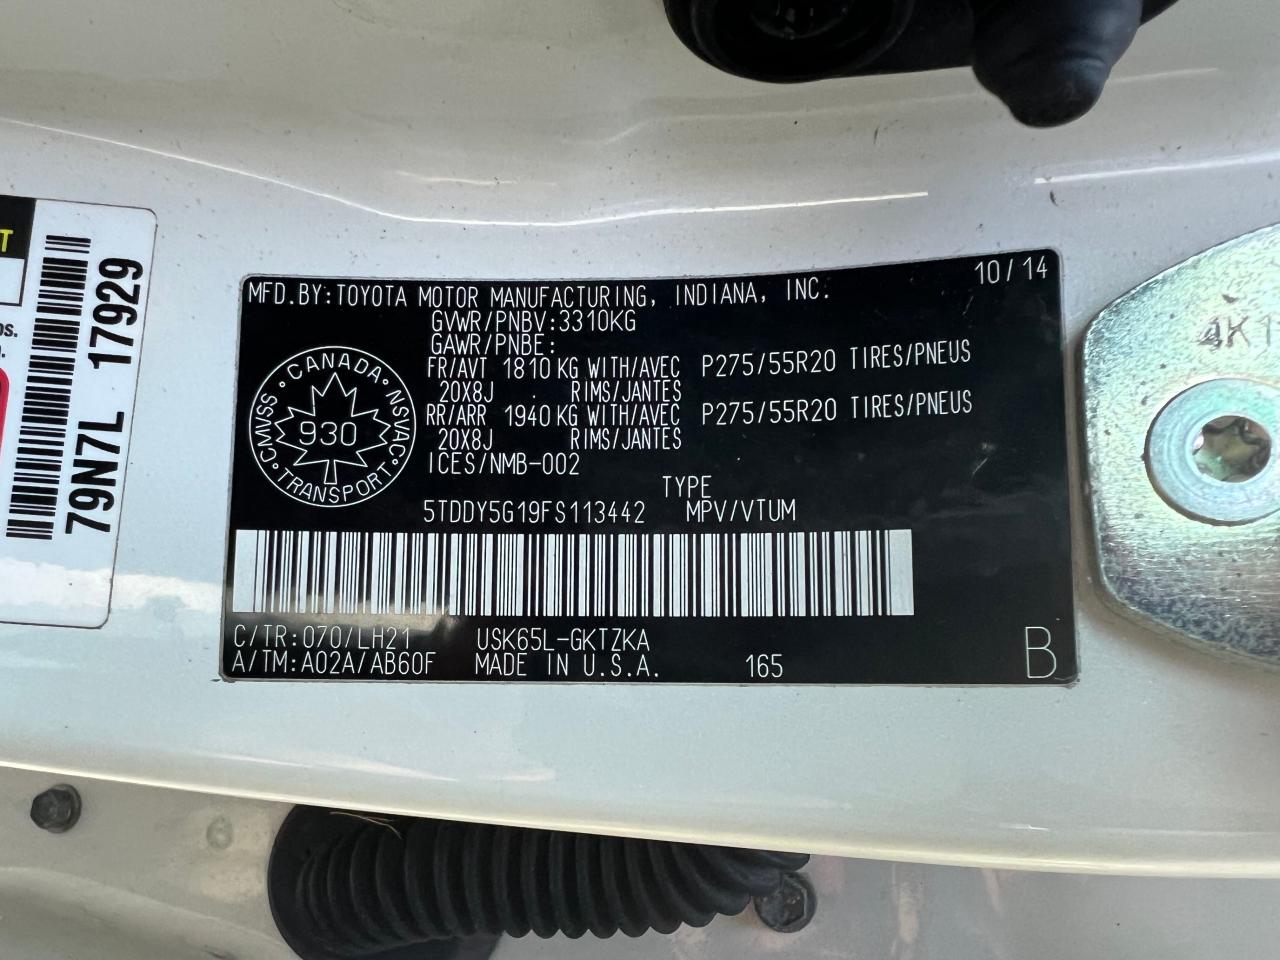 MFD.BY:TOYOTA MOTOR MANUFACTURING, INDIANA, INC. 10/14
GVWR/PNBV:3310KG
GAWR/PNBE:
FR/AVT 1810 KG WITH/AVEC P275/55R20 TIRES/PNEUS
20X8J . RIMS/JANTES
RR/ARR 1940 KG WITH/AVEC P275/55R20 TIRES/PNEUS
20X8J RIMS/JANTES
ICES/NMB-002
TYPE
5TDDY5G19FS113442 MPV/VTUM
C/TR:070/LH21 USK65L-GKTZKA
A/TM:A02A/AB60F MADE IN U.S.A. 165 B
CANADA
CMVSS NSVAC
930
TRANSPORT
79N7L 17929
T
4K1